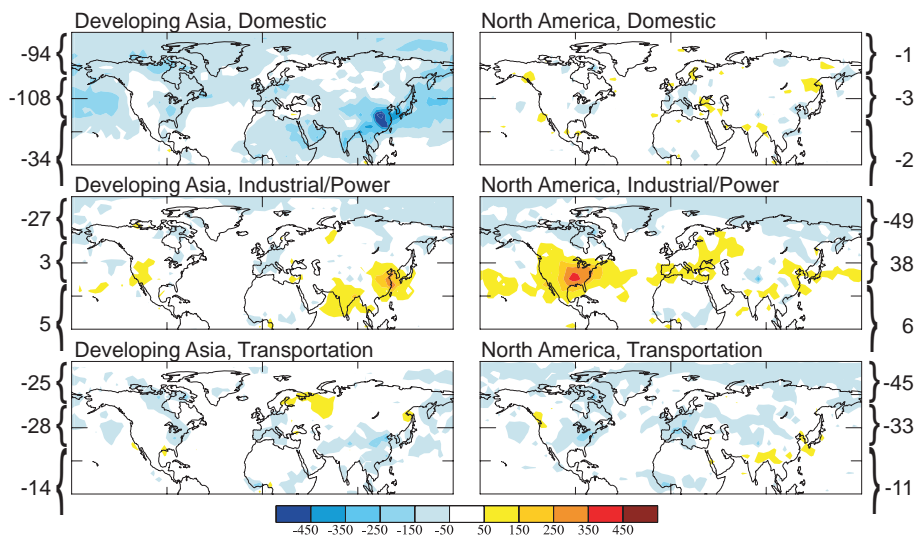 Developing Asia, Domestic North America, Domestic
-94 -1
-108 -3
-34 -2
Developing Asia, Industrial/Power North America, Industrial/Power
-27 -49
3 38
5 6
Developing Asia, Transportation North America, Transportation
-25 -45
-28 -33
-14 -11
-450 -350 -250 -150 -50 50 150 250 350 450